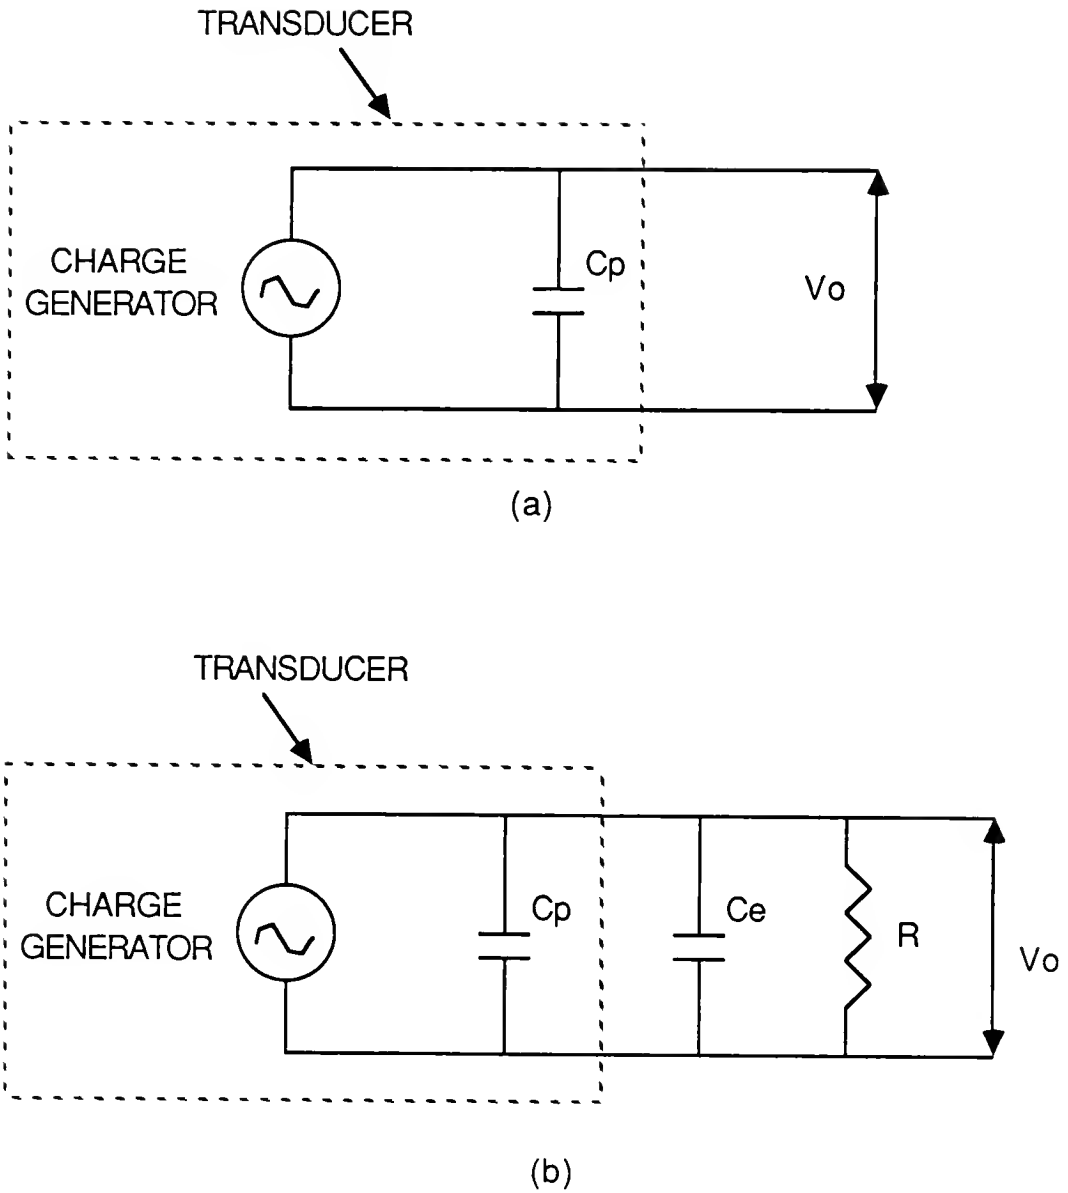 TRANSDUCER
CHARGE
GENERATOR
Cp
Vo
(a)
TRANSDUCER
CHARGE
GENERATOR
Cp
Ce
R
Vo
(b)